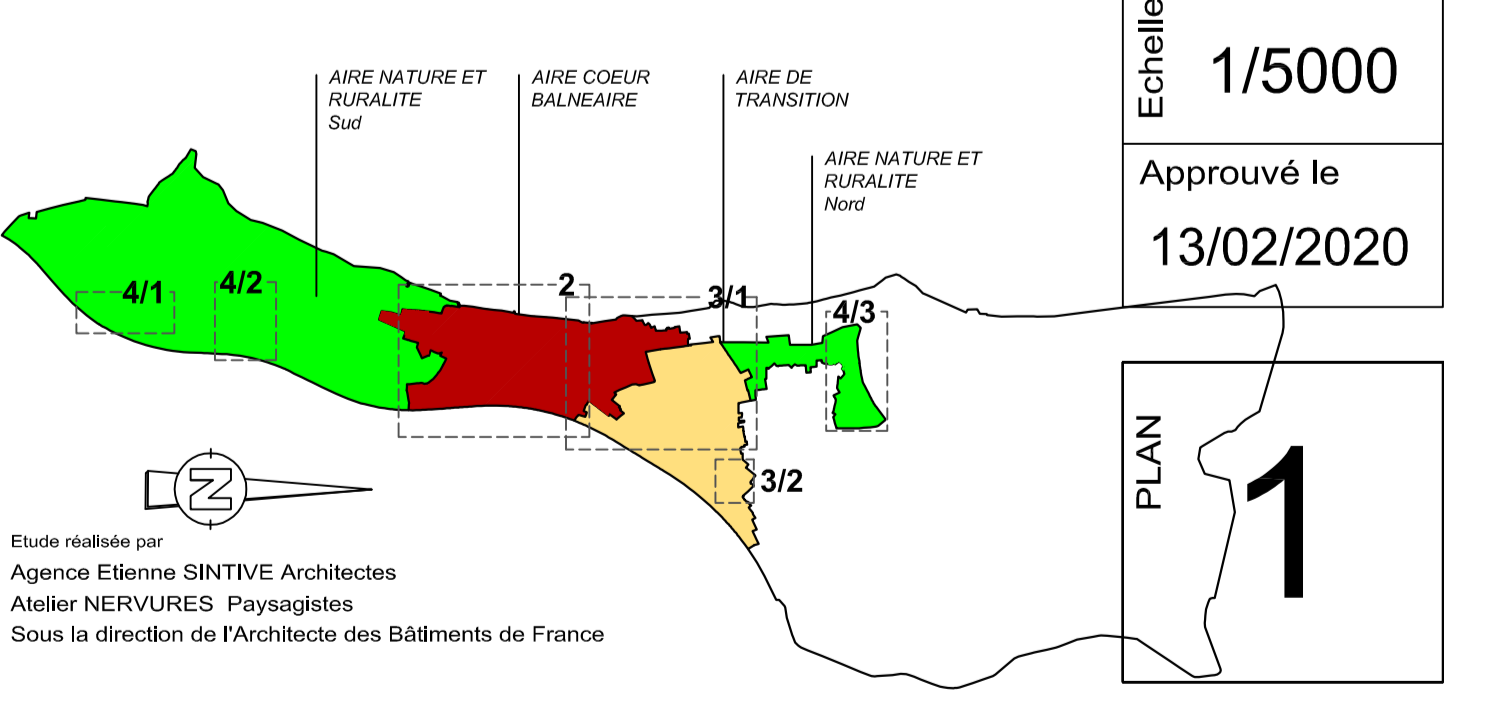 AIRE NATURE ET
RURALITE
Sud
AIRE COEUR
BALNEAIRE
AIRE DE
TRANSITION
AIRE NATURE ET
RURALITE
Nord
4/1
4/2
2
3/1
4/3
3/2
N
Etude réalisée par
Agence Etienne SINTIVE Architectes
Atelier NERVURES Paysagistes
Sous la direction de l'Architecte des Bâtiments de France
Echelle
1/5000
Approuvé le
13/02/2020
PLAN
1